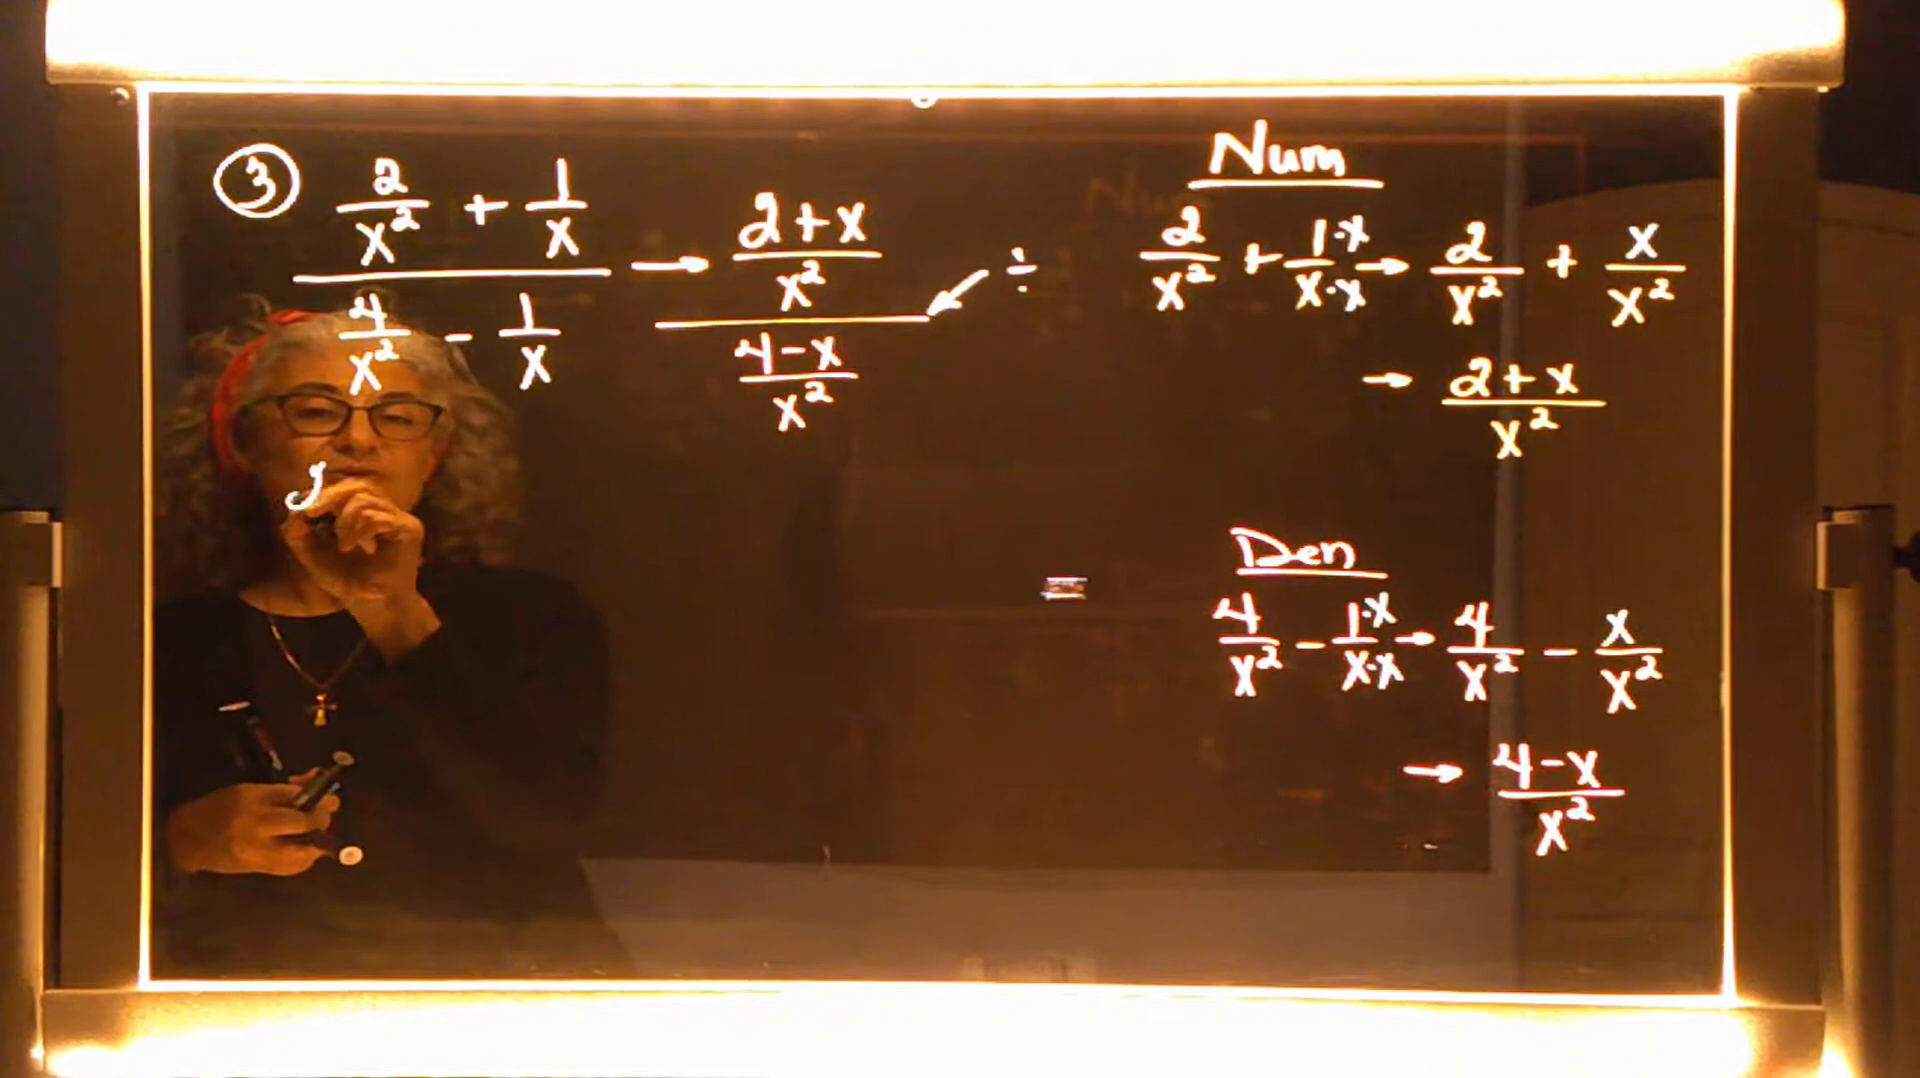 ③ (2/x² + 1/x) / (4/x² - 1/x) → ((2+x)/x²) / ((4-x)/x²) ← ÷
Num
2/x² + 1·x/x·x → 2/x² + x/x²
→ (2+x)/x²
Den
4/x² - 1·x/x·x → 4/x² - x/x²
→ (4-x)/x²